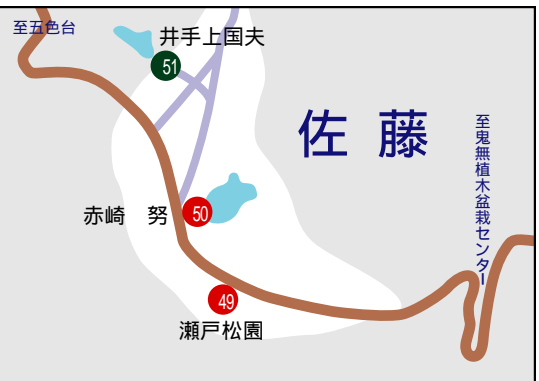 至五色台
井手上国夫
51
佐藤
至鬼無植木盆栽センター
赤崎　努
50
49
瀬戸松園